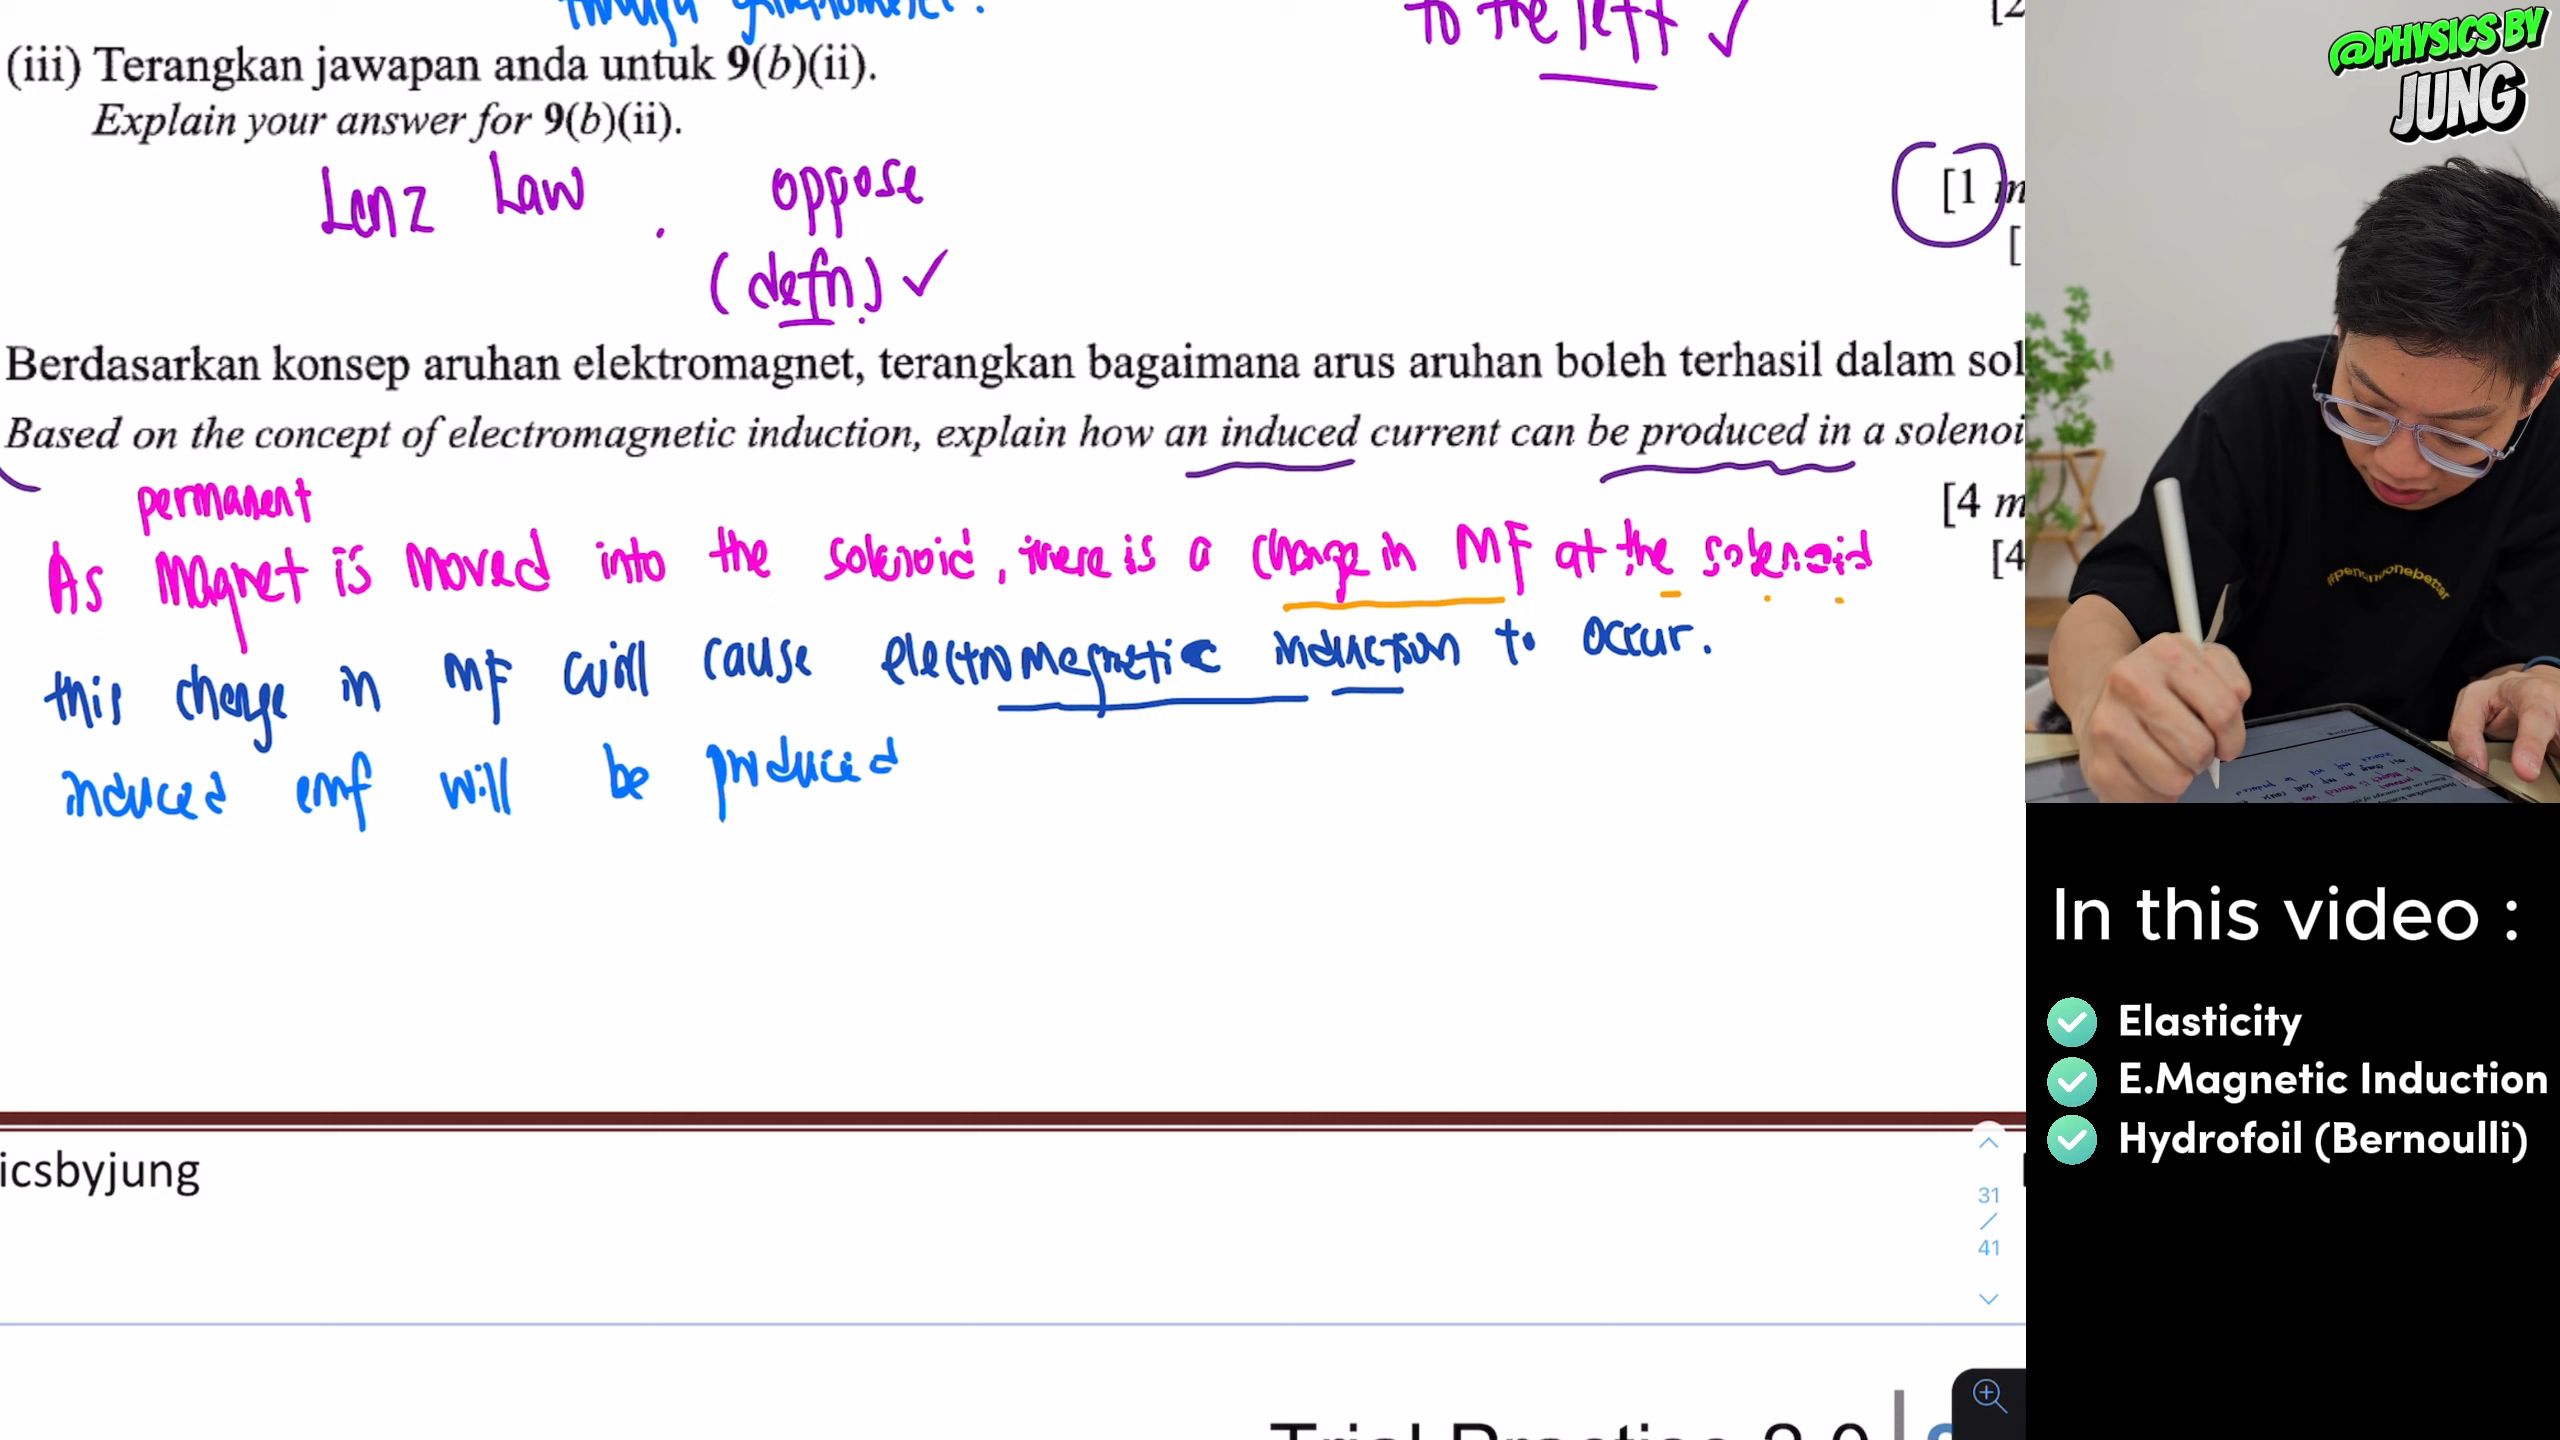 through galvanometer.
to the left ✓
[2
(iii) Terangkan jawapan anda untuk 9(b)(ii).
Explain your answer for 9(b)(ii).
Lenz Law . oppose
(defn) ✓
[1 m
[
Berdasarkan konsep aruhan elektromagnet, terangkan bagaimana arus aruhan boleh terhasil dalam sol
Based on the concept of electromagnetic induction, explain how an induced current can be produced in a solenoi
[4 m
[4
permanent
As magnet is moved into the solenoid, there is a change in MF at the solenoid
this change in MF will cause electromagnetic induction to occur.
induced emf will be produced
icsbyjung
31
/
41
@PHYSICS BY
JUNG
In this video :
Elasticity
E.Magnetic Induction
Hydrofoil (Bernoulli)